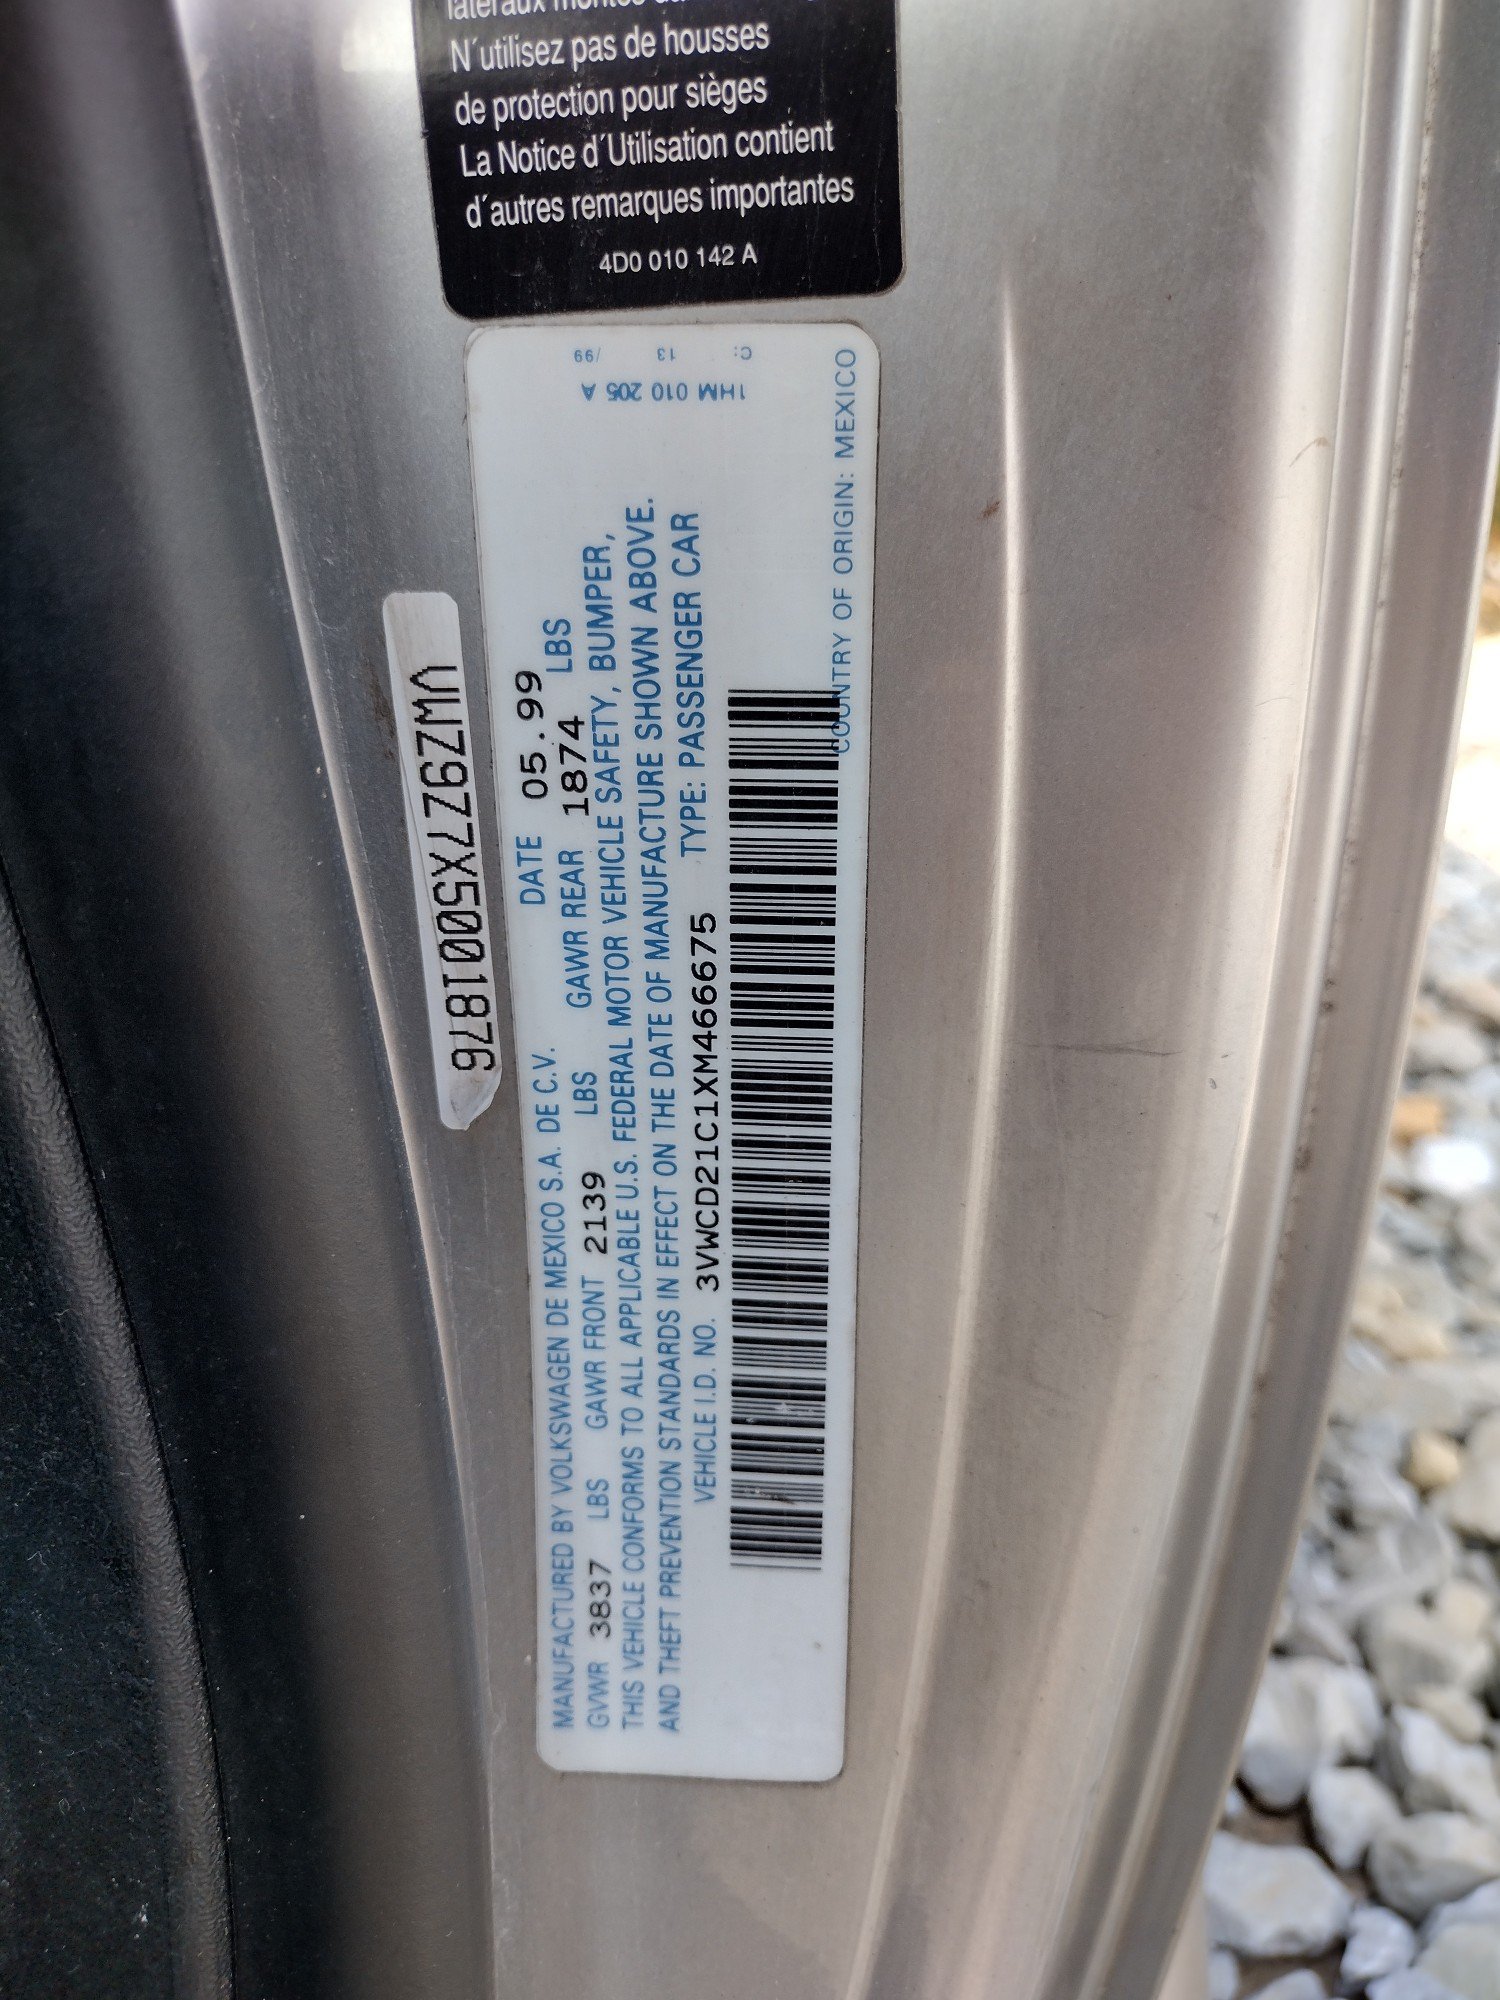 N´utilisez pas de housses
de protection pour sièges
La Notice d´Utilisation contient
d´autres remarques importantes
4D0 010 142 A
VWZ9Z7X5001876
MANUFACTURED BY VOLKSWAGEN DE MEXICO S.A. DE C.V. DATE 05.99
GVWR 3837 LBS GAWR FRONT 2139 LBS GAWR REAR 1874 LBS
THIS VEHICLE CONFORMS TO ALL APPLICABLE U.S. FEDERAL MOTOR VEHICLE SAFETY, BUMPER,
AND THEFT PREVENTION STANDARDS IN EFFECT ON THE DATE OF MANUFACTURE SHOWN ABOVE.
VEHICLE I.D. NO. 3VWCD21C1XM466675 TYPE: PASSENGER CAR
COUNTRY OF ORIGIN: MEXICO
1HM 010 205 A
C: 13 /99